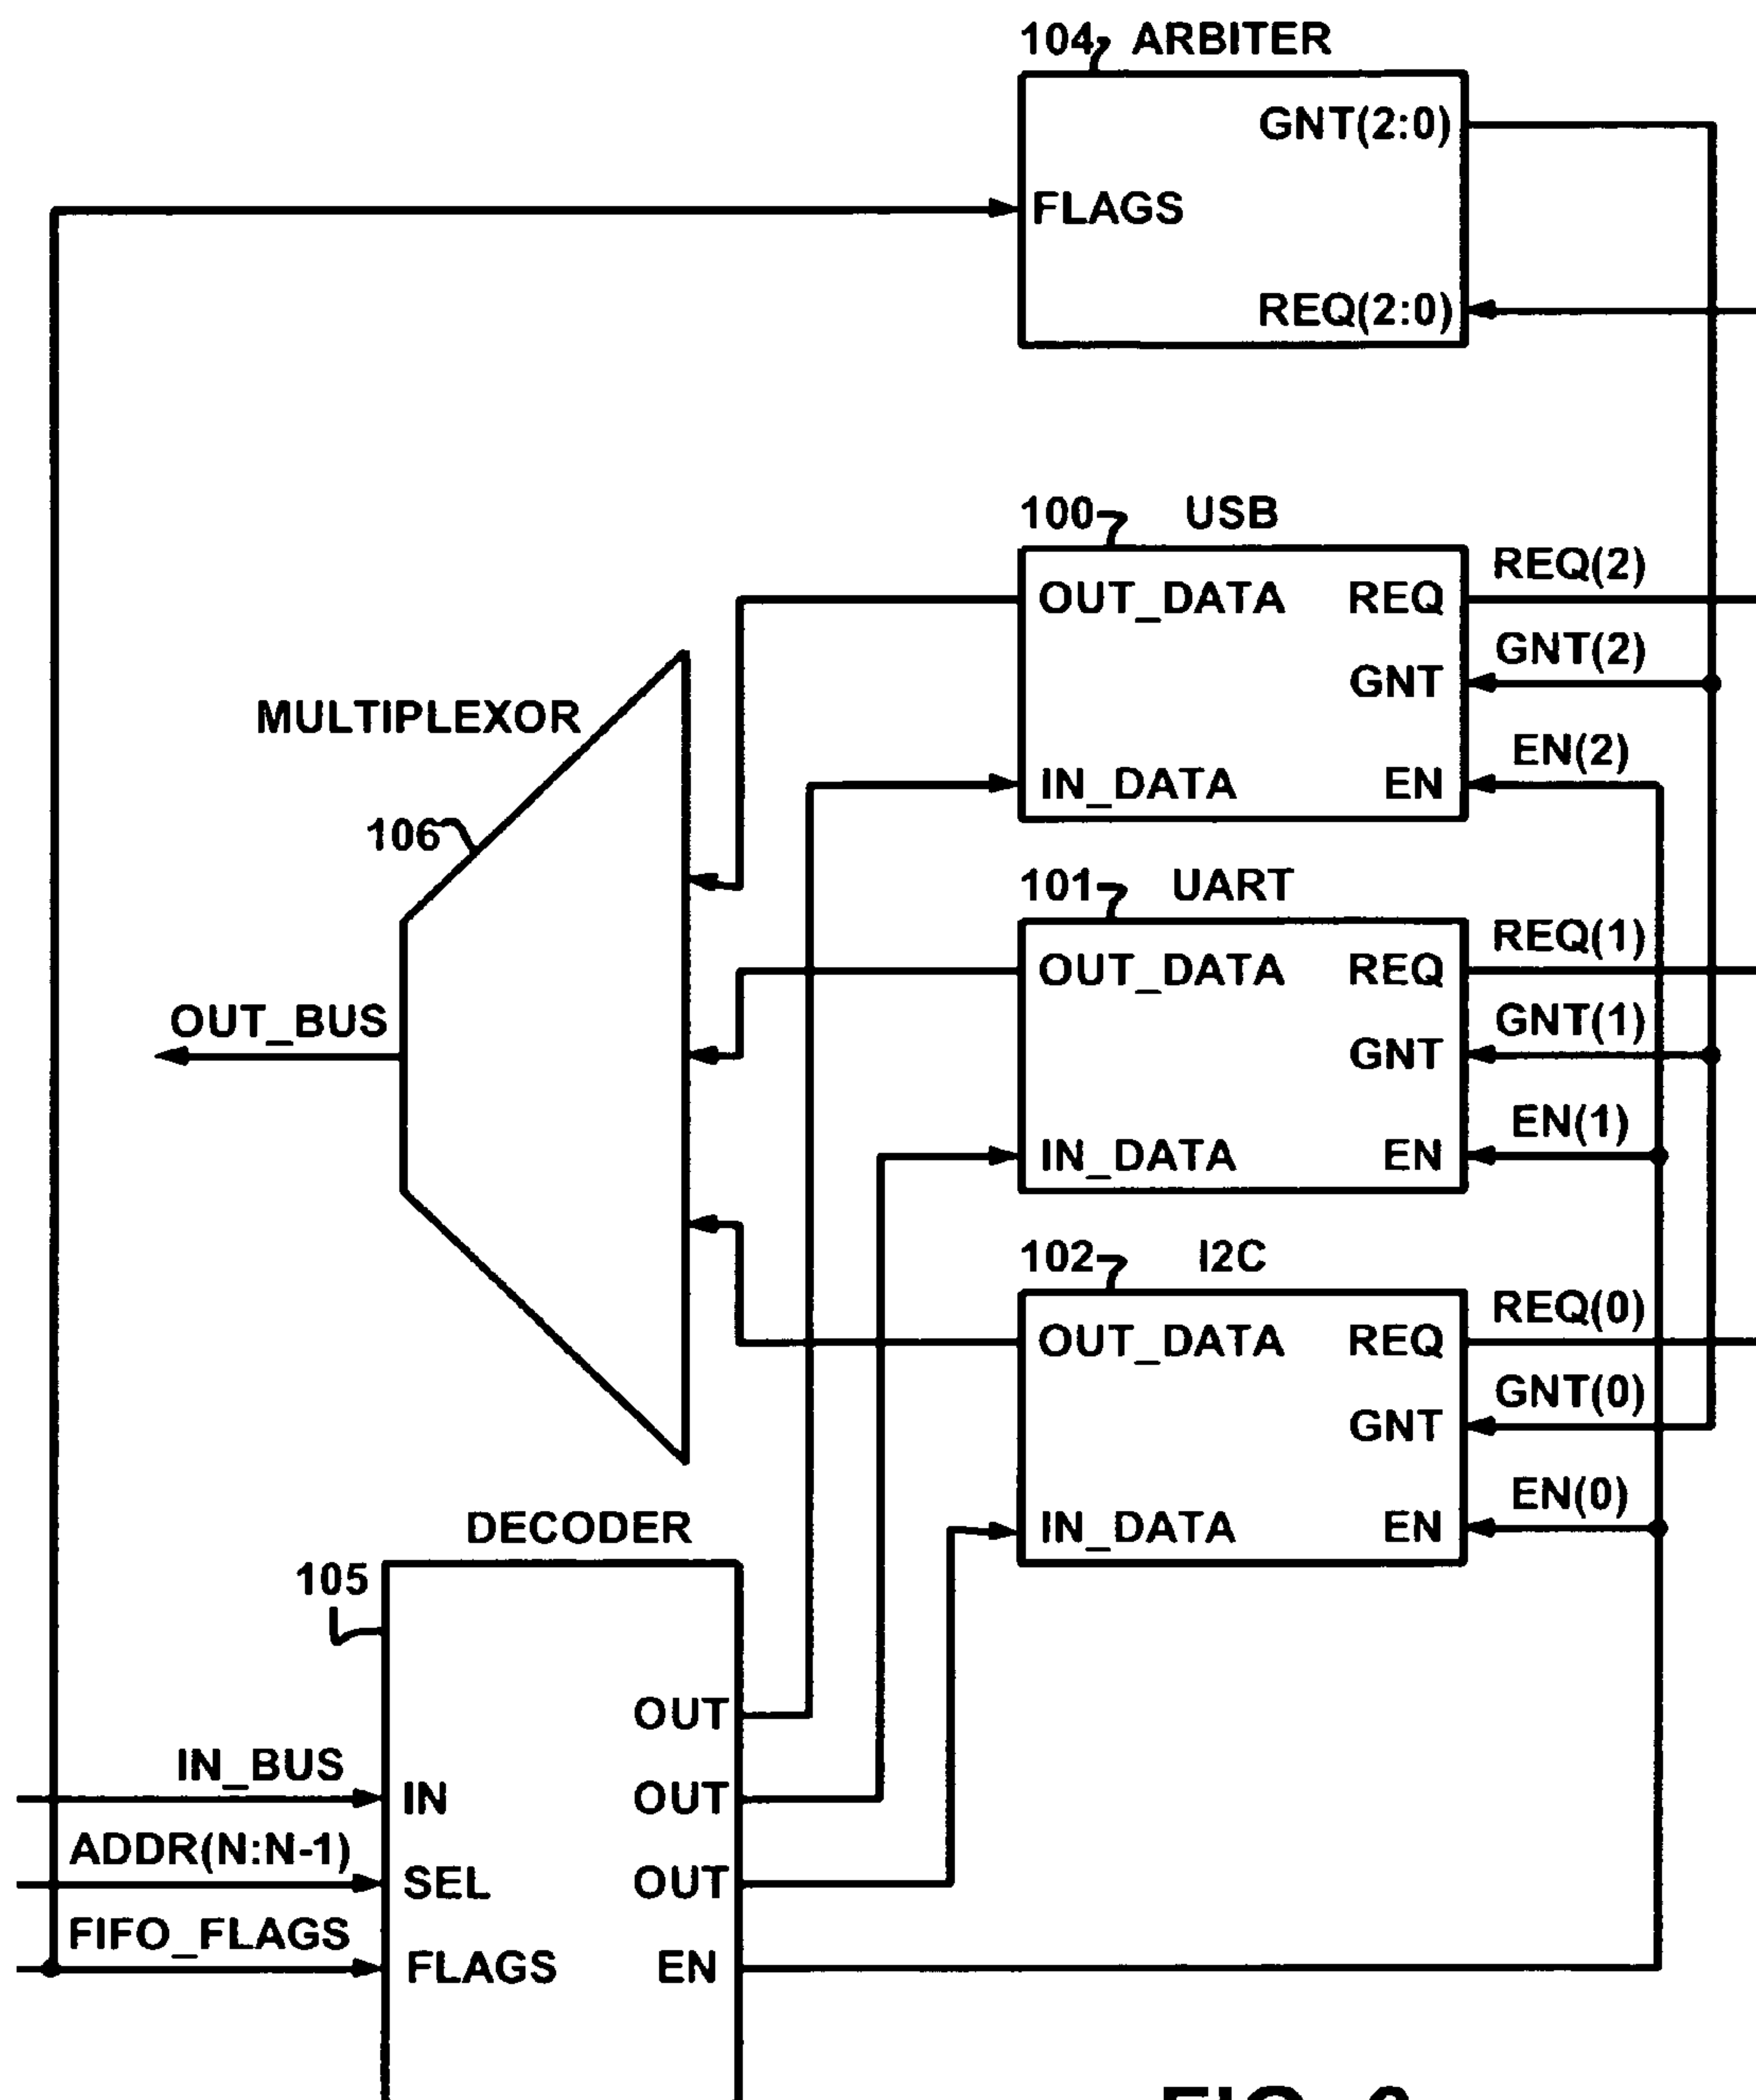 104 ARBITER
GNT(2:0)
FLAGS
REQ(2:0)
100 USB
OUT_DATA REQ REQ(2)
GNT GNT(2)
IN_DATA EN EN(2)
MULTIPLEXOR
106
101 UART
OUT_DATA REQ REQ(1)
OUT_BUS
GNT GNT(1)
IN_DATA EN EN(1)
102 I2C
OUT_DATA REQ REQ(0)
GNT GNT(0)
IN_DATA EN EN(0)
DECODER
105
OUT
IN_BUS
IN OUT
ADDR(N:N-1)
SEL OUT
FIFO_FLAGS
FLAGS EN